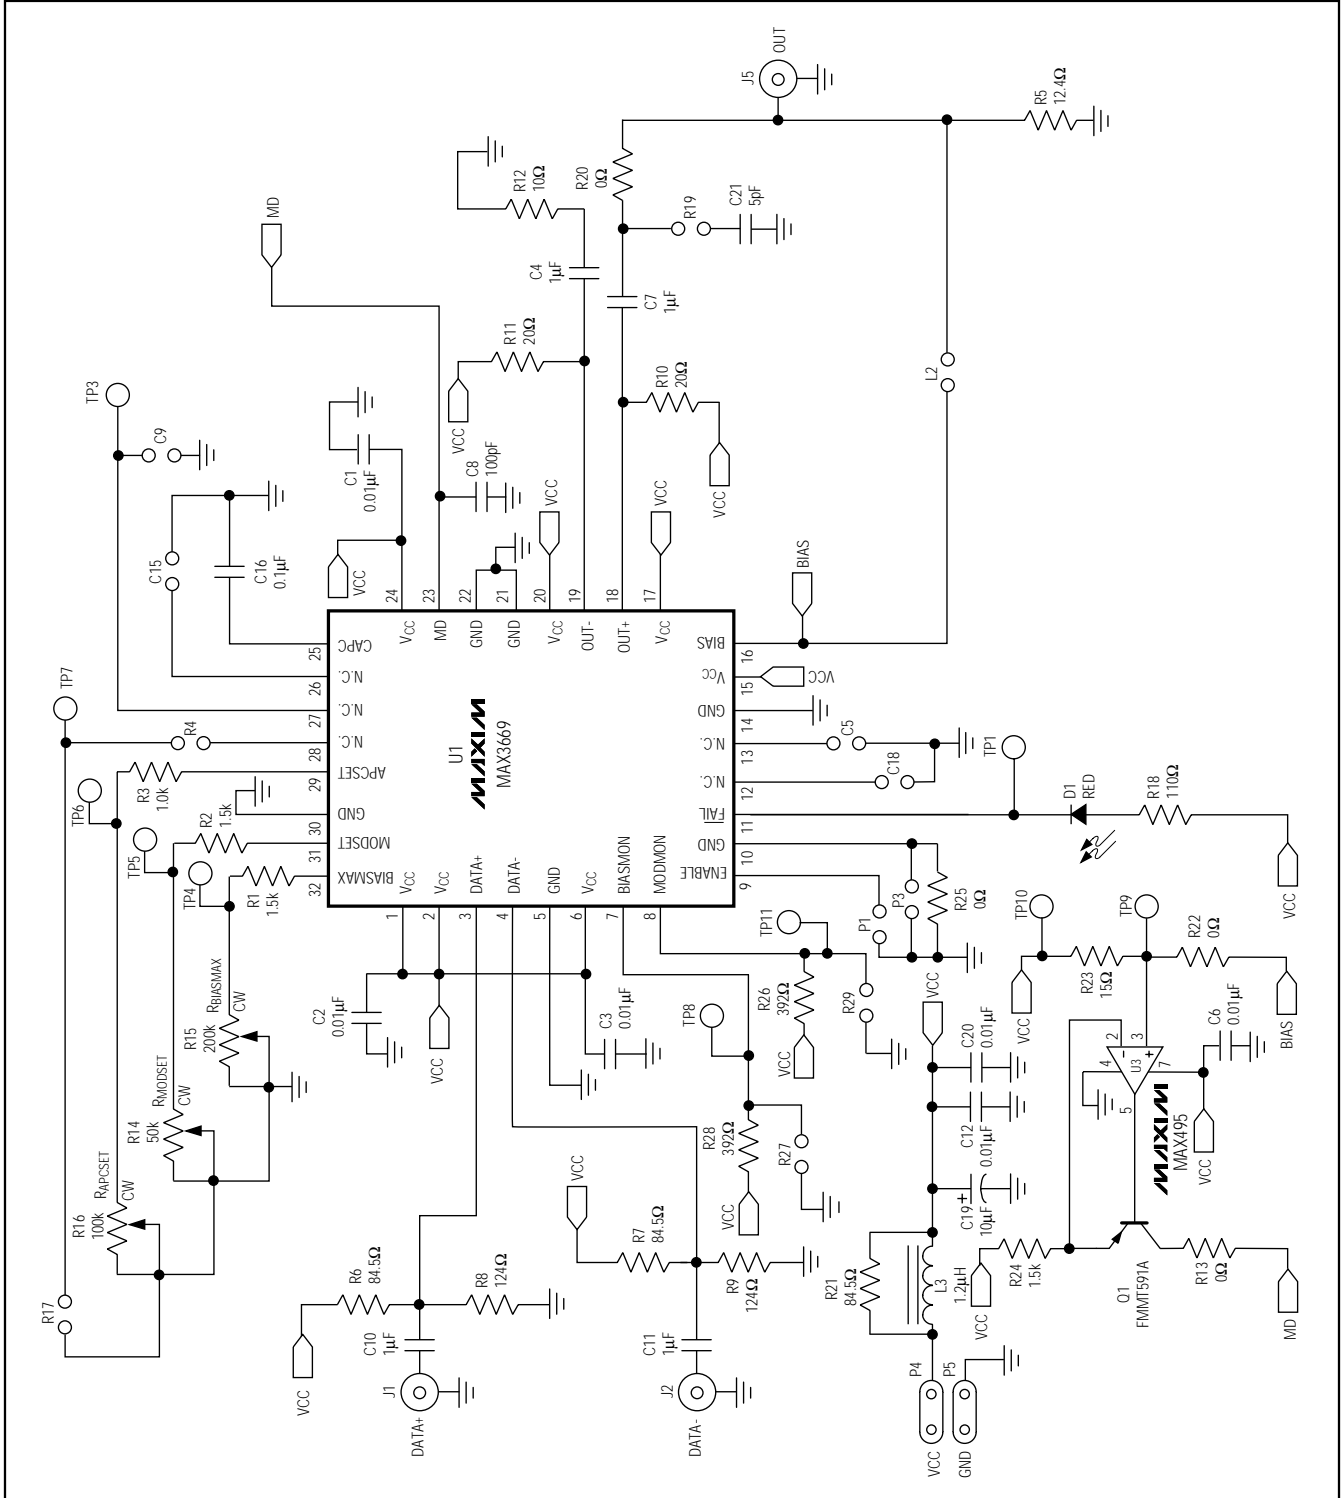 J5
OUT
R5
12.4Ω
MD
R12
10Ω
R20
0Ω
R19
C21
5pF
C4
1µF
C7
1µF
R11
20Ω
R10
20Ω
L2
TP3
C9
C1
0.01µF
VCC
C8
100pF
VCC
VCC
VCC
C15
C16
0.1µF
VCC
BIAS
24
23
22
21
20
19
18
17
VCC
MD
GND
GND
VCC
OUT-
OUT+
VCC
TP7
R4
25
CAPC
26
N.C.
27
N.C.
28
N.C.
29
APCSET
30
GND
31
MODSET
32
BIASMAX
U1
MAXIM
MAX3669
BIAS
16
VCC
15
VCC
GND
14
N.C.
13
C5
N.C.
12
C18
FAIL
11
GND
10
ENABLE
9
TP1
TP6
R3
1.0k
TP5
R2
1.5k
TP4
R1
1.5k
D1
RED
R18
110Ω
VCC
VCC
VCC
DATA+
DATA-
GND
VCC
BIASMON
MODMON
1
2
3
4
5
6
7
8
P1
P3
R25
0Ω
TP10
TP9
TP11
RBIASMAX
CW
R15
200k
RMODSET
CW
R14
50k
RAPCSET
CW
R16
100k
R17
C2
0.01µF
VCC
C3
0.01µF
TP8
R26
392Ω
VCC
R29
VCC
R28
392Ω
VCC
R27
C20
0.01µF
C12
0.01µF
C19
+
10µF
VCC
R23
15Ω
R22
0Ω
C6
0.01µF
BIAS
2
3
4
7
5
-
+
U3
MAXIM
MAX495
VCC
VCC
R6
84.5Ω
R8
124Ω
VCC
R7
84.5Ω
R9
124Ω
R21
84.5Ω
L3
1.2µH
VCC
R24
1.5k
Q1
FMMT591A
R13
0Ω
MD
VCC
C10
1µF
J1
DATA+
C11
1µF
J2
DATA-
P4
P5
VCC
GND